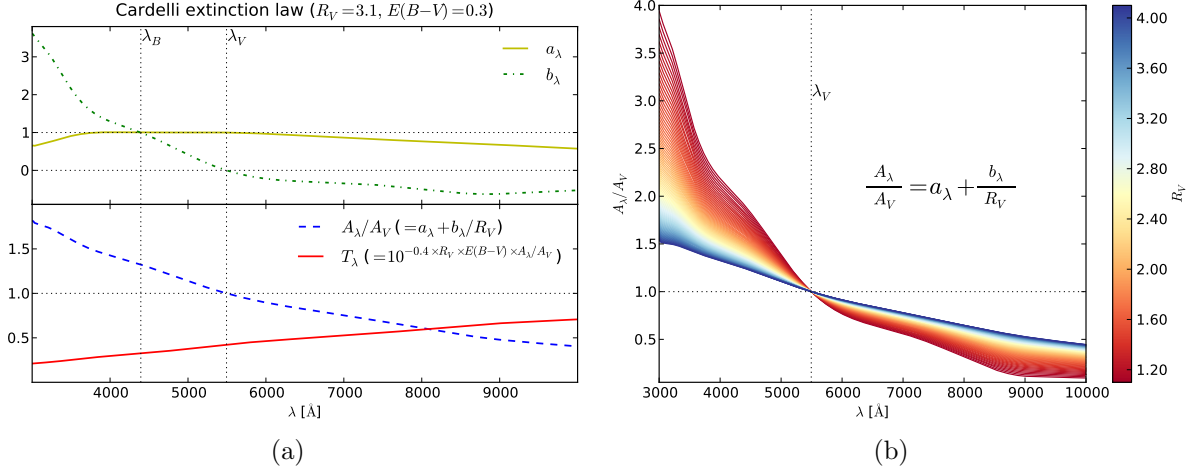 Cardelli extinction law (R_V=3.1, E(B−V)=0.3)
λ_B
λ_V
a_λ
b_λ
3
2
1
0
A_λ/A_V (=a_λ+b_λ/R_V)
T_λ (=10^{−0.4×R_V×E(B−V)×A_λ/A_V})
1.5
1.0
0.5
4000 5000 6000 7000 8000 9000
λ [Å]
(a)
4.0
3.5
3.0
2.5
2.0
1.5
1.0
0.5
A_λ/A_V
λ_V
A_λ/A_V = a_λ + b_λ/R_V
3000 4000 5000 6000 7000 8000 9000 10000
λ [Å]
4.00
3.60
3.20
2.80
2.40
2.00
1.60
1.20
R_V
(b)